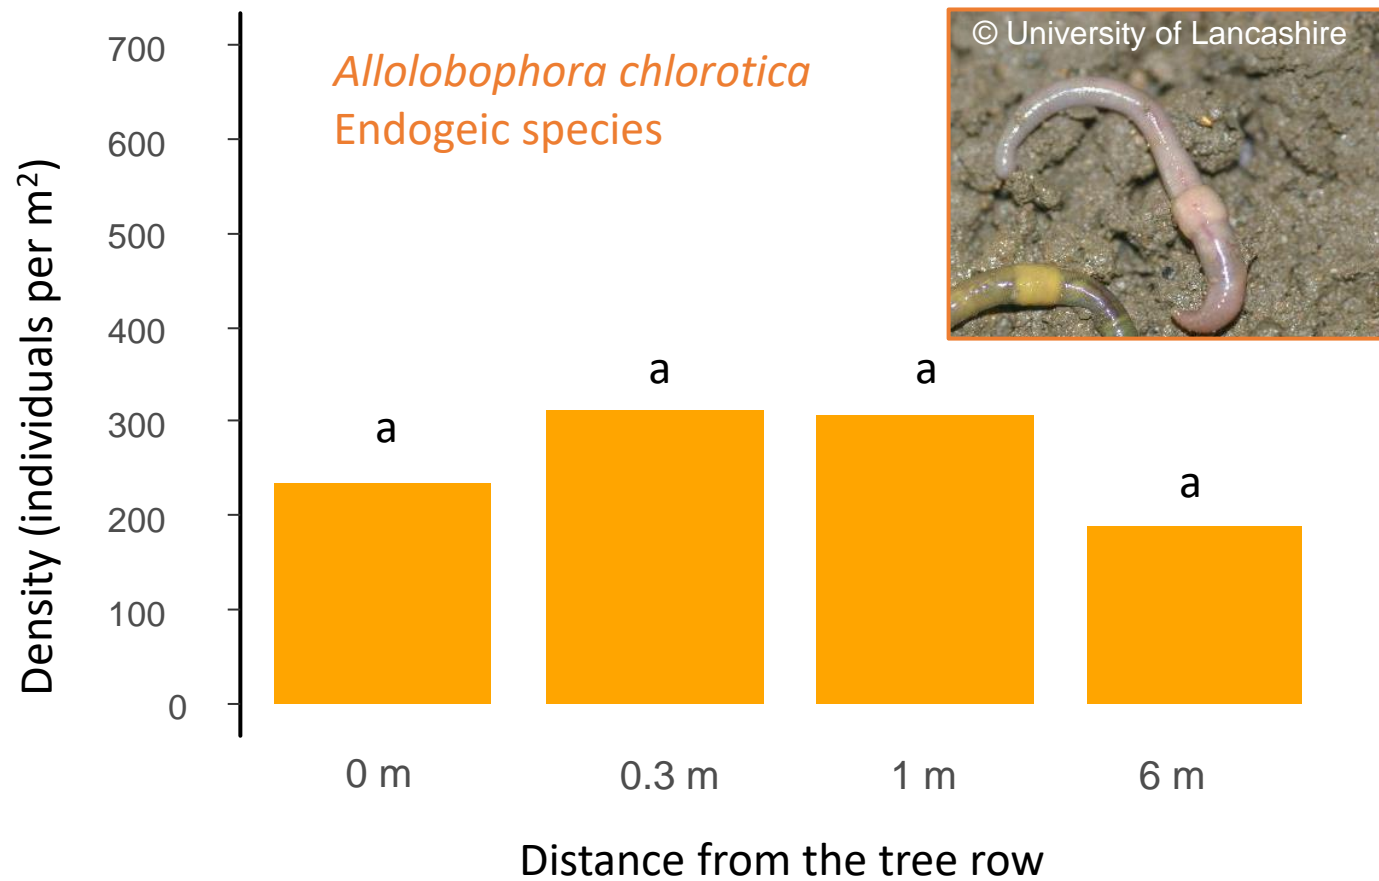 © University of Lancashire
Allolobophora chlorotica
Endogeic species
Density (individuals per m²)
700
600
500
400
300
200
100
0
a
a
a
a
0 m
0.3 m
1 m
6 m
Distance from the tree row